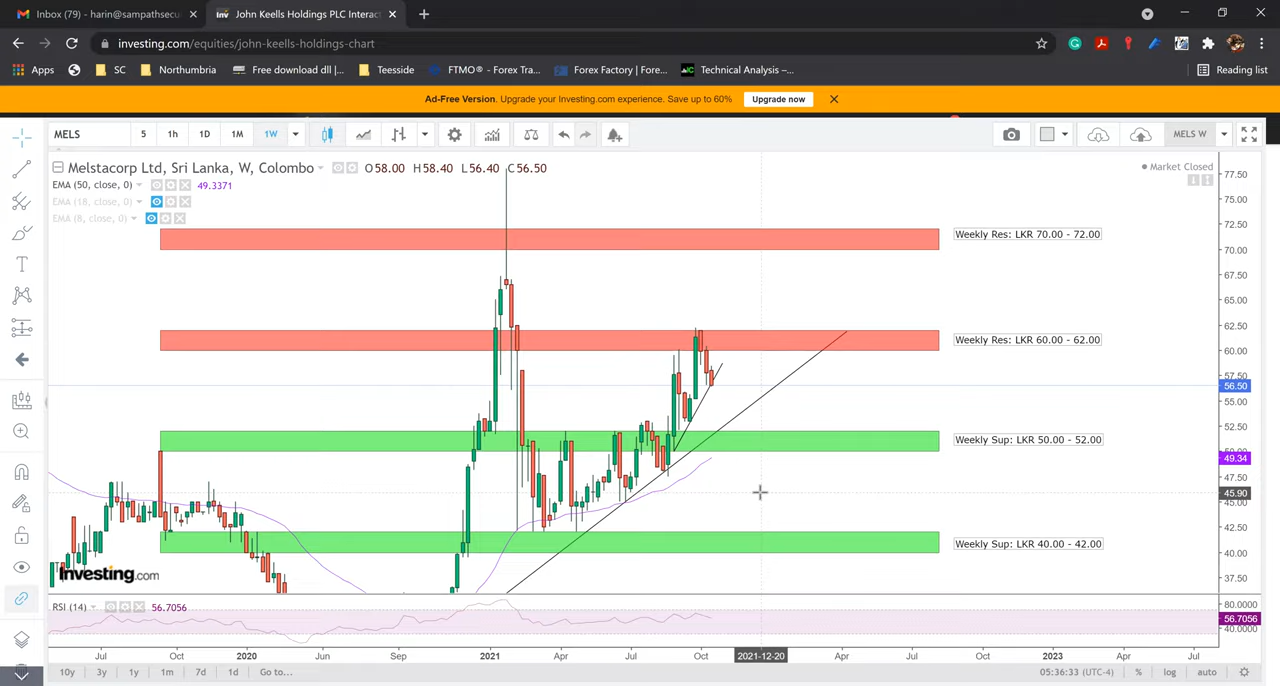 Inbox (79) - harin@sampathsecu
John Keells Holdings PLC Interac
investing.com/equities/john-keells-holdings-chart
Apps
SC
Northumbria
Free download dll |...
Teesside
FTMO® - Forex Tra...
Forex Factory | Fore...
Technical Analysis –...
Reading list
Ad-Free Version. Upgrade your Investing.com experience. Save up to 60%
Upgrade now
MELS
5
1h
1D
1M
1W
MELS W
Melstacorp Ltd, Sri Lanka, W, Colombo
O 58.00 H 58.40 L 56.40 C 56.50
Market Closed
EMA (50, close, 0)
49.3371
EMA (18, close, 0)
EMA (8, close, 0)
Weekly Res: LKR 70.00 - 72.00
Weekly Res: LKR 60.00 - 62.00
Weekly Sup: LKR 50.00 - 52.00
Weekly Sup: LKR 40.00 - 42.00
77.50
75.00
72.50
70.00
67.50
65.00
62.50
60.00
57.50
56.50
55.00
52.50
49.34
47.50
45.90
45.00
42.50
40.00
37.50
Investing.com
RSI (14)
56.7056
80.0000
56.7056
40.0000
Jul
Oct
2020
Jun
Sep
2021
Apr
Jul
Oct
2021-12-20
Apr
Jul
Oct
2023
Apr
Jul
10y
3y
1y
1m
7d
1d
Go to...
05:36:33 (UTC-4)
%
log
auto